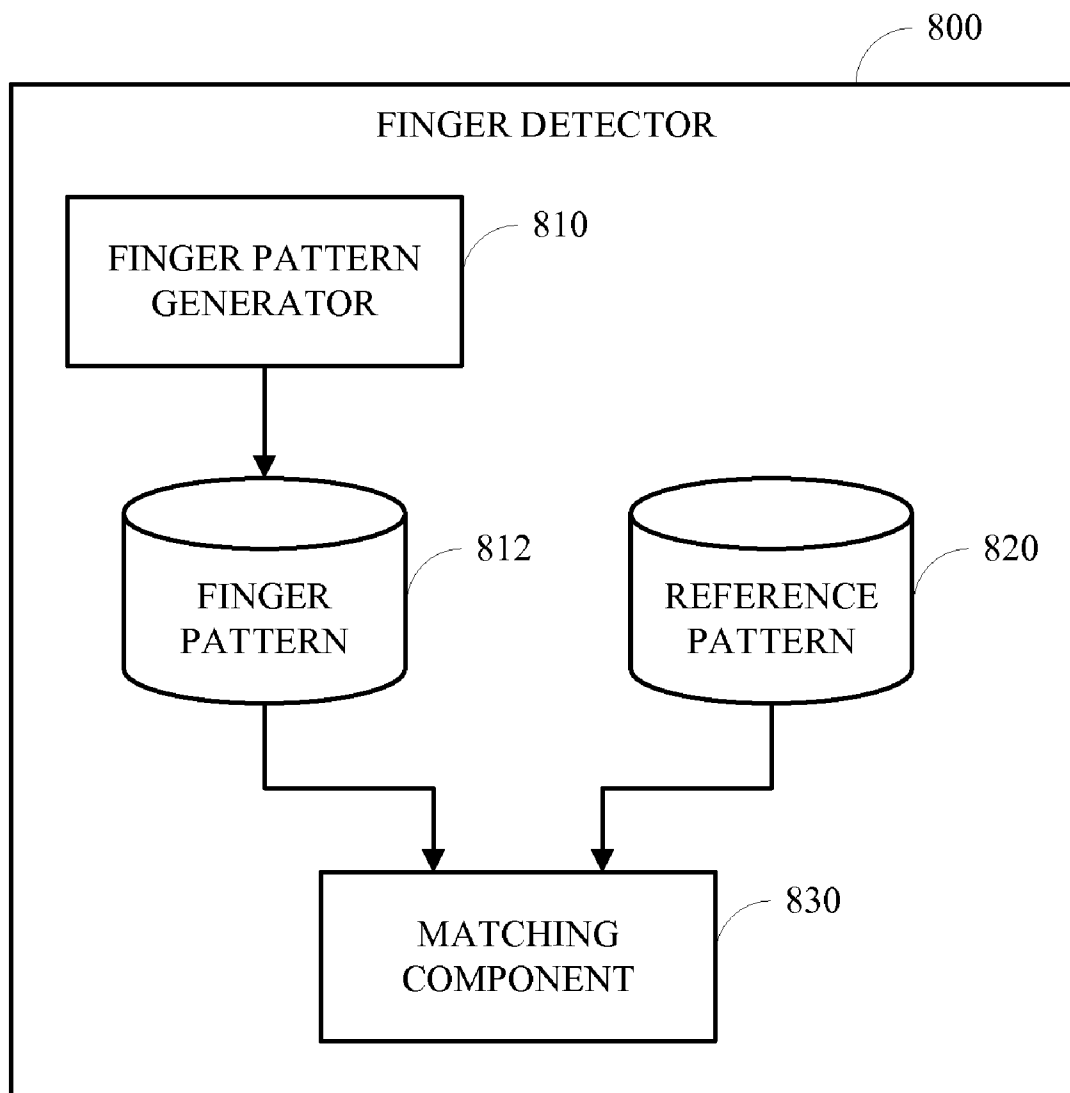 800
FINGER DETECTOR
810
FINGER PATTERN
GENERATOR
812
FINGER
PATTERN
820
REFERENCE
PATTERN
830
MATCHING
COMPONENT